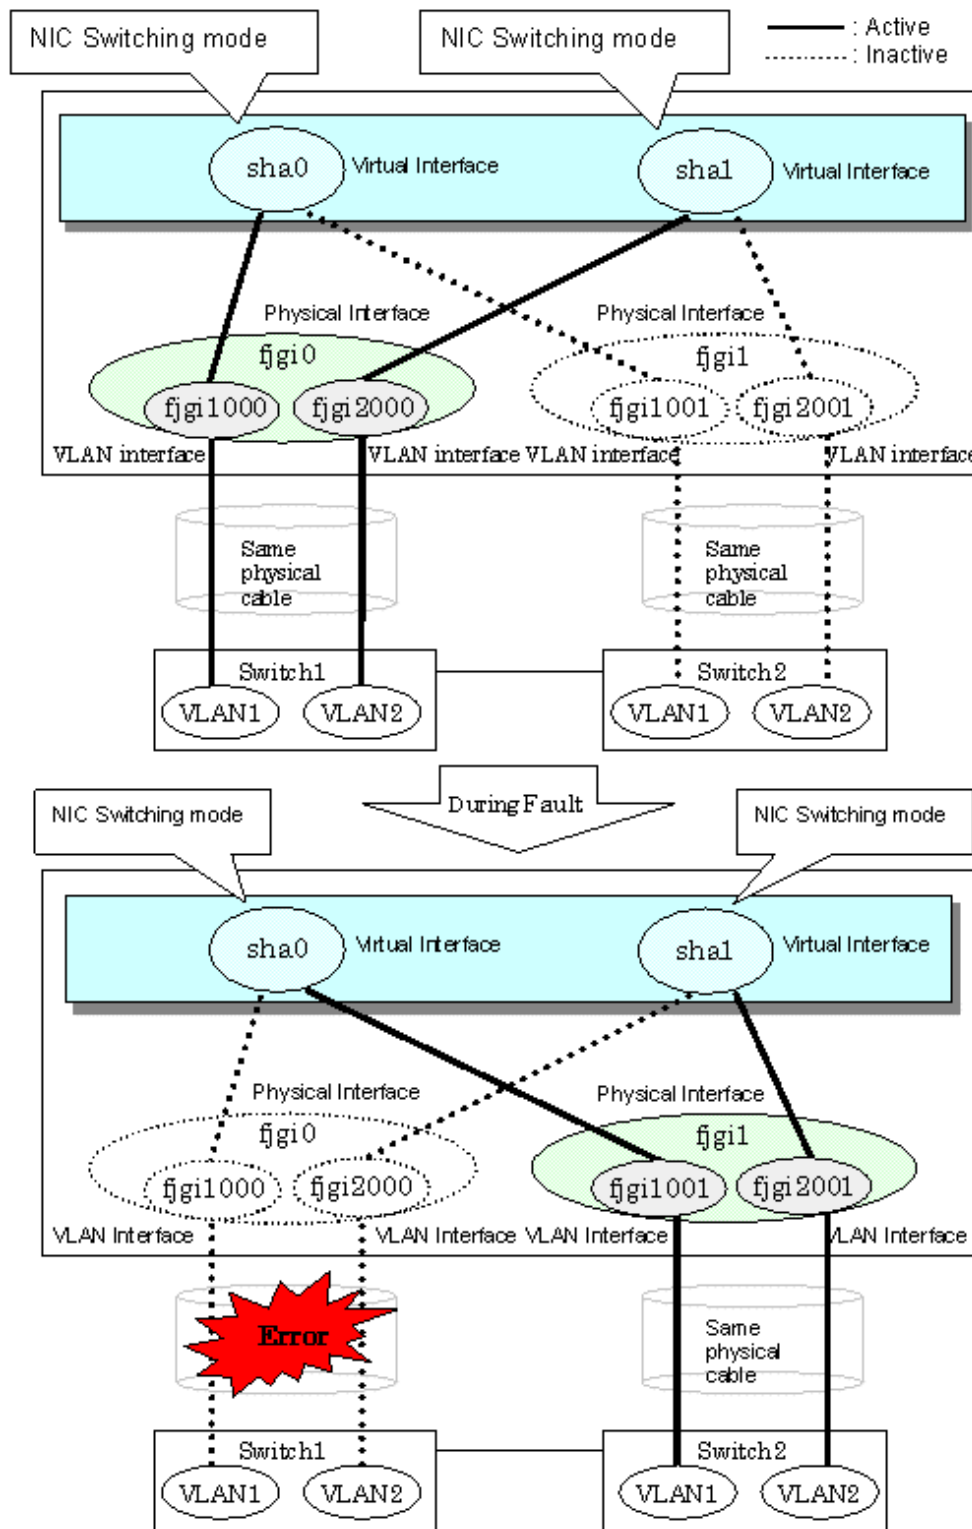 NIC Switching mode
NIC Switching mode
: Active
: Inactive
sha0
Virtual Interface
sha1
Virtual Interface
Physical Interface
Physical Interface
fjgi0
fjgi1
fjgi1000
fjgi2000
fjgi1001
fjgi2001
VLAN interface
VLAN interface
VLAN interface
VLAN interface
Same
physical
cable
Same
physical
cable
Switch1
Switch2
VLAN1
VLAN2
VLAN1
VLAN2
During Fault
NIC Switching mode
NIC Switching mode
sha0
Virtual Interface
sha1
Virtual Interface
Physical Interface
Physical Interface
fjgi0
fjgi1
fjgi1000
fjgi2000
fjgi1001
fjgi2001
VLAN Interface
VLAN Interface
VLAN Interface
VLAN Interface
Error
Same
physical
cable
Switch1
Switch2
VLAN1
VLAN2
VLAN1
VLAN2